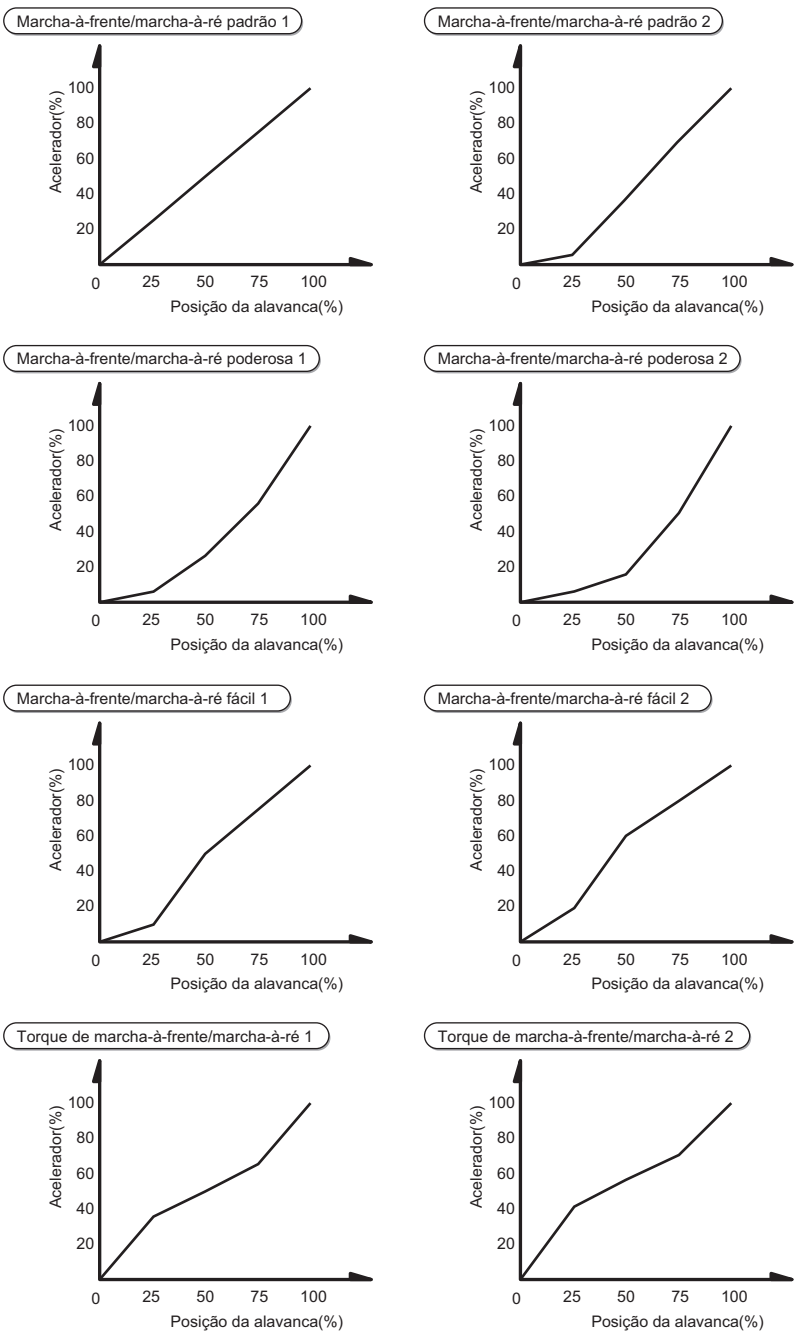 Marcha-à-frente/marcha-à-ré padrão 1
Acelerador(%)
100
80
60
40
20
0 25 50 75 100
Posição da alavanca(%)
Marcha-à-frente/marcha-à-ré padrão 2
Acelerador(%)
100
80
60
40
20
0 25 50 75 100
Posição da alavanca(%)
Marcha-à-frente/marcha-à-ré poderosa 1
Acelerador(%)
100
80
60
40
20
0 25 50 75 100
Posição da alavanca(%)
Marcha-à-frente/marcha-à-ré poderosa 2
Acelerador(%)
100
80
60
40
20
0 25 50 75 100
Posição da alavanca(%)
Marcha-à-frente/marcha-à-ré fácil 1
Acelerador(%)
100
80
60
40
20
0 25 50 75 100
Posição da alavanca(%)
Marcha-à-frente/marcha-à-ré fácil 2
Acelerador(%)
100
80
60
40
20
0 25 50 75 100
Posição da alavanca(%)
Torque de marcha-à-frente/marcha-à-ré 1
Acelerador(%)
100
80
60
40
20
0 25 50 75 100
Posição da alavanca(%)
Torque de marcha-à-frente/marcha-à-ré 2
Acelerador(%)
100
80
60
40
20
0 25 50 75 100
Posição da alavanca(%)